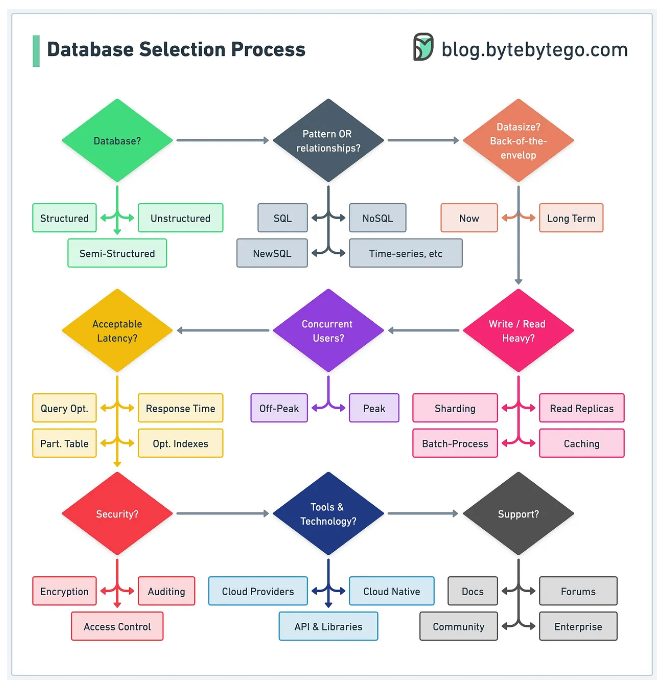 Database Selection Process
blog.bytebytego.com
Database?
Pattern OR
relationships?
Datasize?
Back-of-the-
envelop
Structured
Unstructured
Semi-Structured
SQL
NoSQL
NewSQL
Time-series, etc
Now
Long Term
Acceptable
Latency?
Concurrent
Users?
Write / Read
Heavy?
Query Opt.
Response Time
Part. Table
Opt. Indexes
Off-Peak
Peak
Sharding
Read Replicas
Batch-Process
Caching
Security?
Tools &
Technology?
Support?
Encryption
Auditing
Access Control
Cloud Providers
Cloud Native
API & Libraries
Docs
Forums
Community
Enterprise